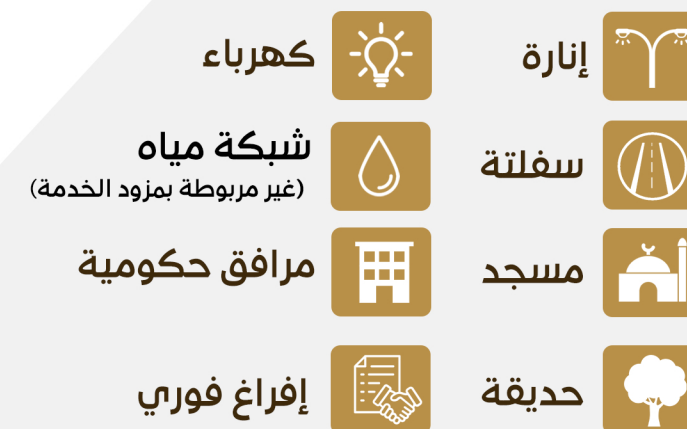 إنارة
كهرباء
سفلتة
شبكة مياه
(غير مربوطة بمزود الخدمة)
مسجد
مرافق حكومية
حديقة
إفراغ فوري